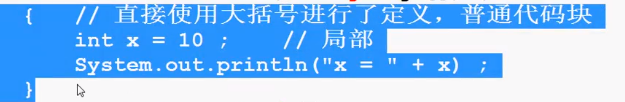 { // 直接使用大括号进行了定义，普通代码块
int x = 10 ; // 局部
System.out.println("x = " + x) ;
}